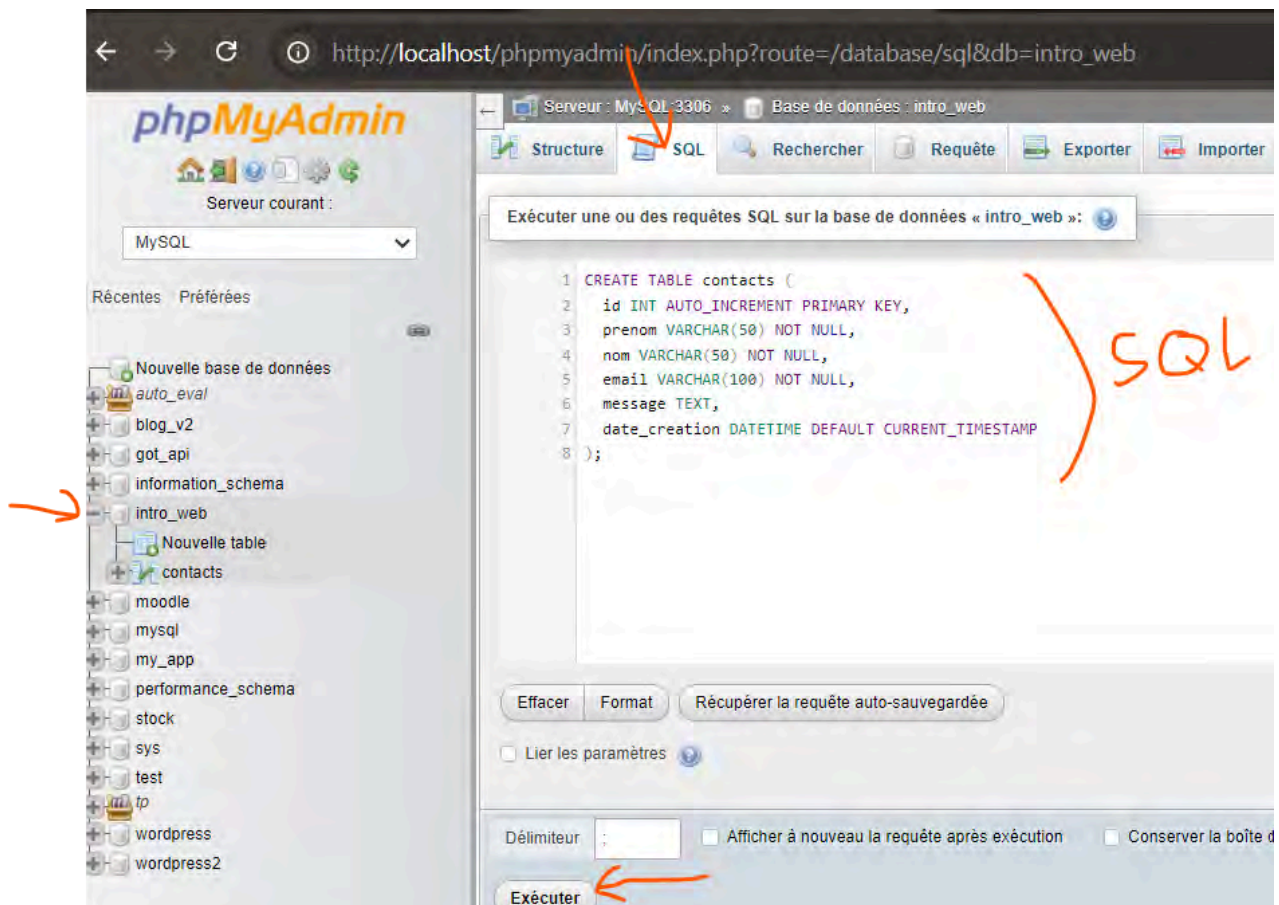 http://localhost/phpmyadmin/index.php?route=/database/sql&db=intro_web
phpMyAdmin
Serveur courant :
MySQL
Récentes Préférées
Nouvelle base de données
auto_eval
blog_v2
got_api
information_schema
intro_web
Nouvelle table
contacts
moodle
mysql
my_app
performance_schema
stock
sys
test
tp
wordpress
wordpress2
Serveur : MySQL:3306 » Base de données : intro_web
Structure SQL Rechercher Requête Exporter Importer
Exécuter une ou des requêtes SQL sur la base de données « intro_web »:
1 CREATE TABLE contacts (
2 id INT AUTO_INCREMENT PRIMARY KEY,
3 prenom VARCHAR(50) NOT NULL,
4 nom VARCHAR(50) NOT NULL,
5 email VARCHAR(100) NOT NULL,
6 message TEXT,
7 date_creation DATETIME DEFAULT CURRENT_TIMESTAMP
8 );
SQL
Effacer Format Récupérer la requête auto-sauvegardée
Lier les paramètres
Délimiteur ; Afficher à nouveau la requête après exécution Conserver la boîte d
Exécuter